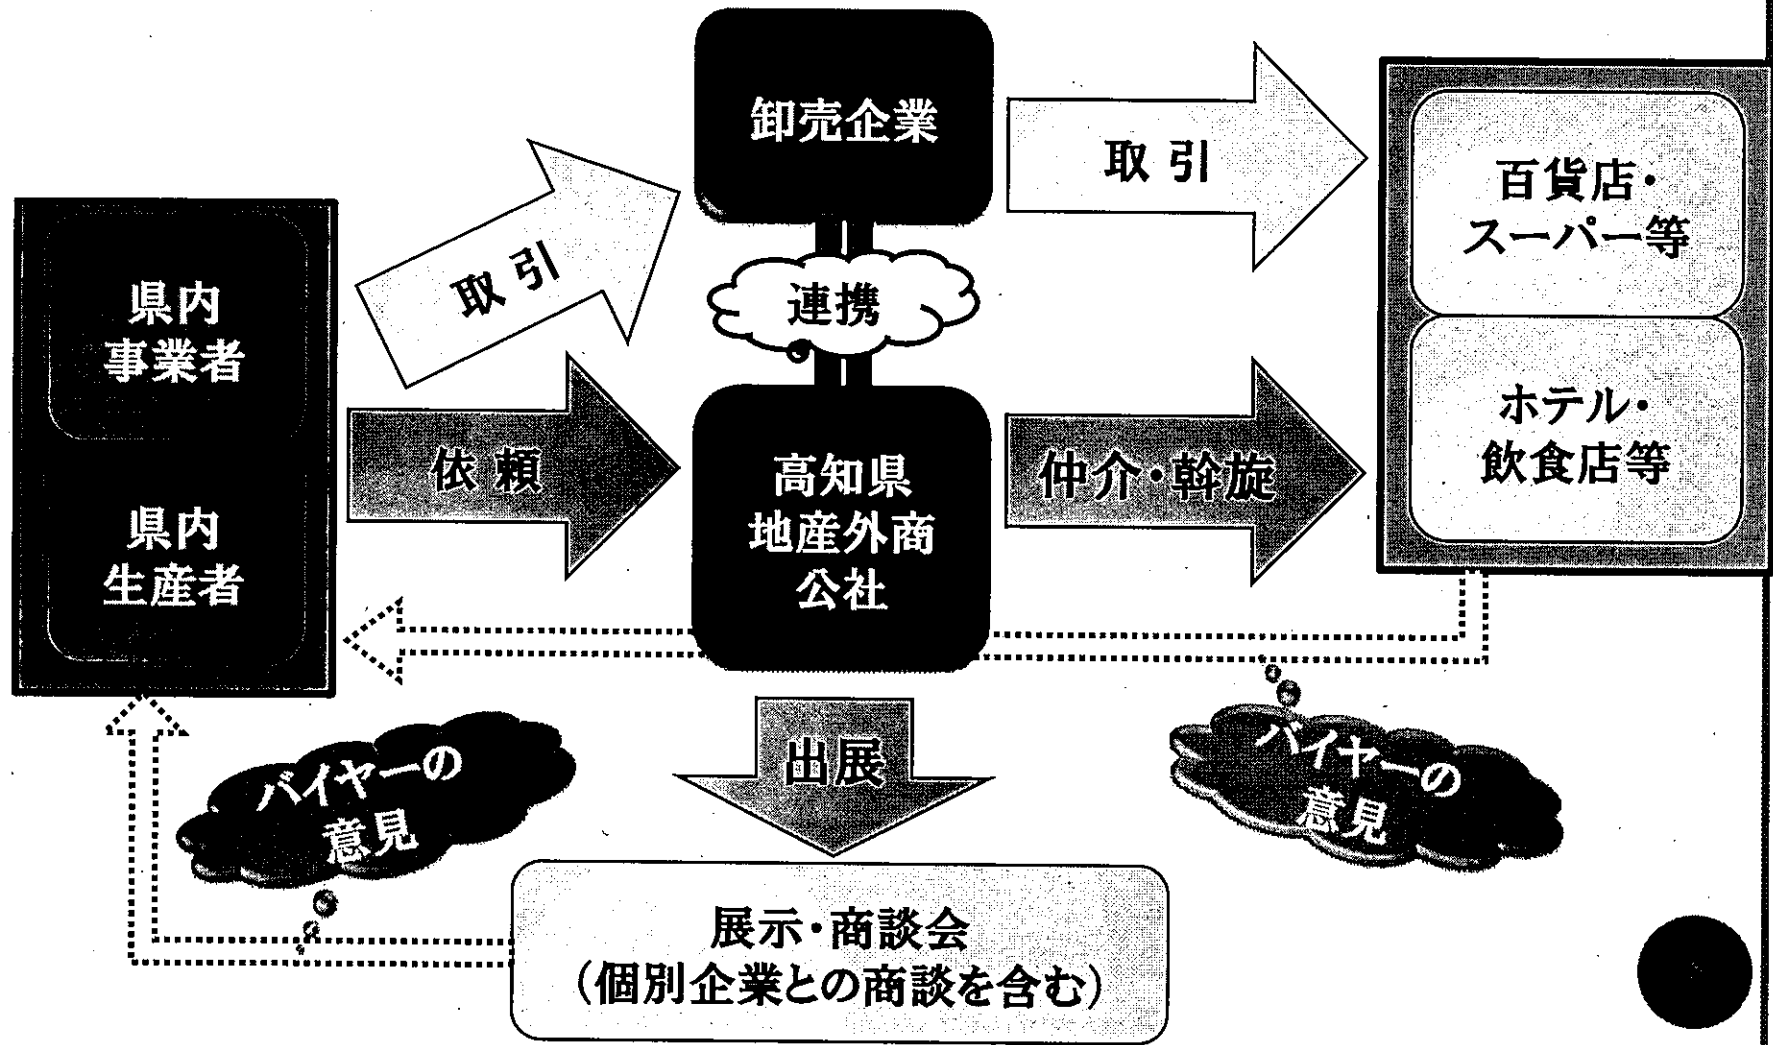 卸売企業
取引
百貨店・
スーパー等
取引
連携
県内
事業者
ホテル・
飲食店等
依頼
高知県
地産外商
公社
仲介・斡旋
県内
生産者
出展
バイヤーの
意見
バイヤーの
意見
展示・商談会
（個別企業との商談を含む）